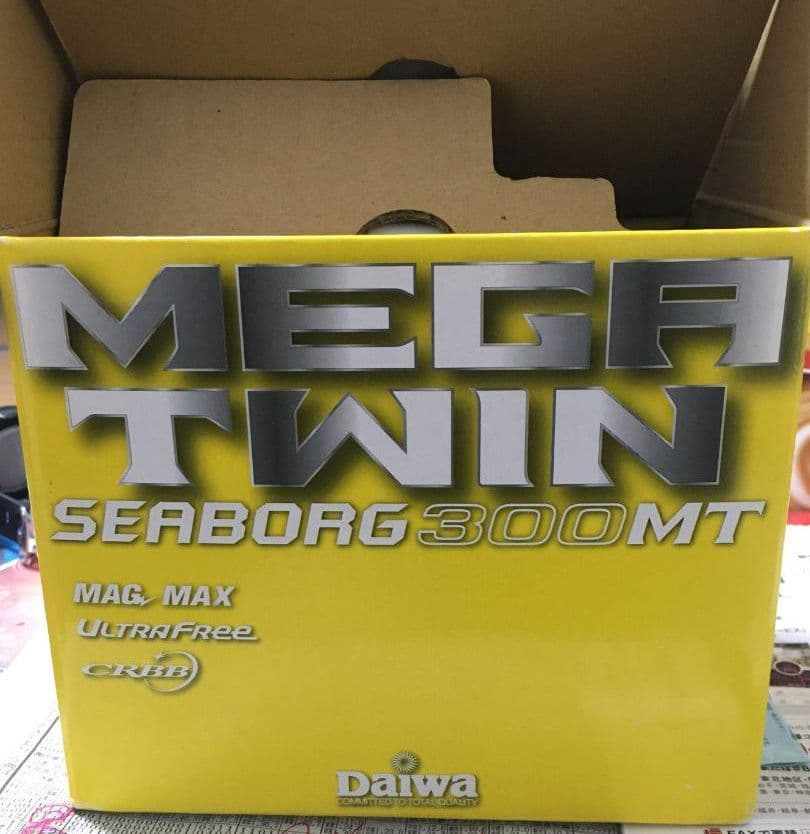 MEGA
TWIN
SEABORG 300MT
MAG MAX
ULTRAFREE
CRBB
Daiwa
COMMITTED TO TOTAL QUALITY